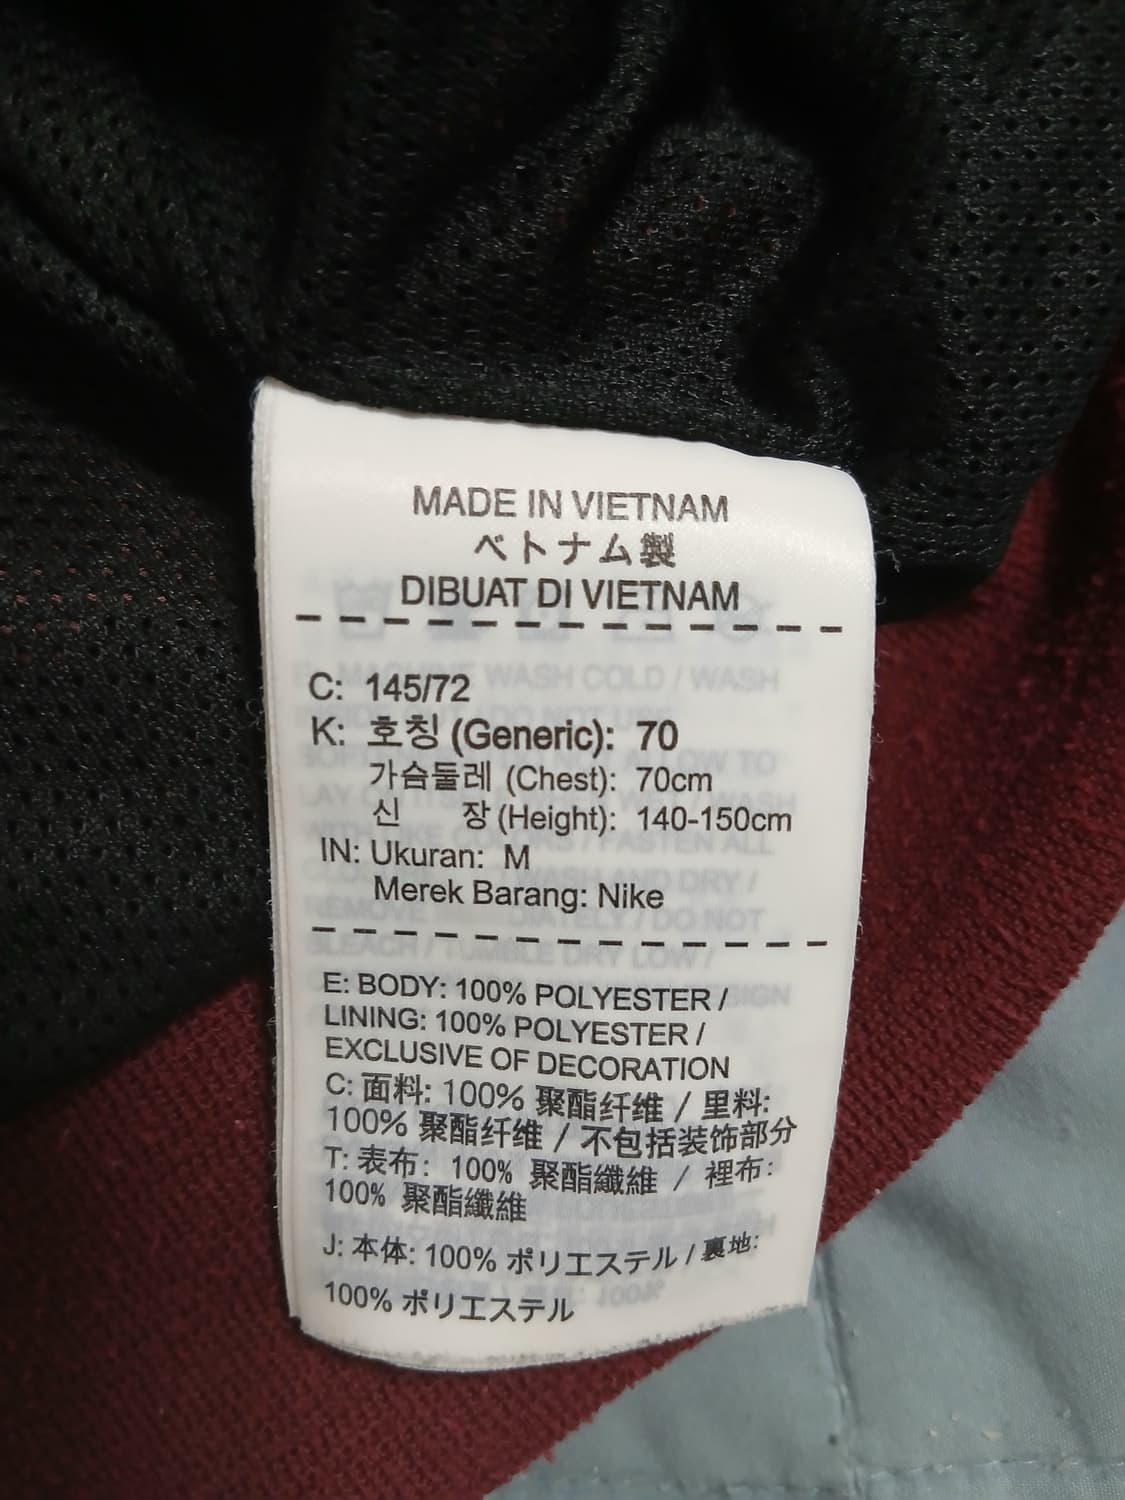 MADE IN VIETNAM
ベトナム製
DIBUAT DI VIETNAM
C: 145/72
K: 호칭 (Generic): 70
가슴둘레 (Chest): 70cm
신 장 (Height): 140-150cm
IN: Ukuran: M
Merek Barang: Nike
E: BODY: 100% POLYESTER /
LINING: 100% POLYESTER /
EXCLUSIVE OF DECORATION
C: 面料: 100% 聚酯纤维 / 里料:
100% 聚酯纤维 / 不包括装饰部分
T: 表布: 100% 聚酯纖維 / 裡布:
100% 聚酯纖維
J: 本体: 100% ポリエステル / 裏地:
100% ポリエステル